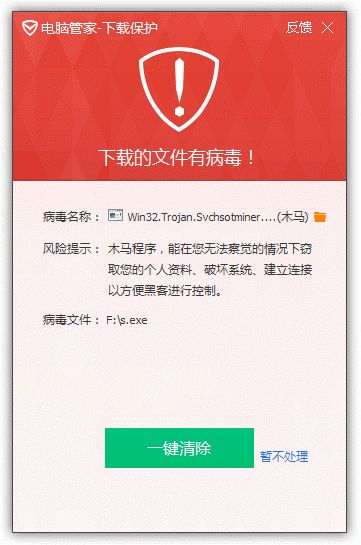 电脑管家-下载保护 反馈
下载的文件有病毒！
病毒名称： Win32.Trojan.Svchsotminer....(木马)
风险提示： 木马程序，能在您无法察觉的情况下窃
取您的个人资料、破坏系统、建立连接
以方便黑客进行控制。
病毒文件： F:\s.exe
一键清除 暂不处理